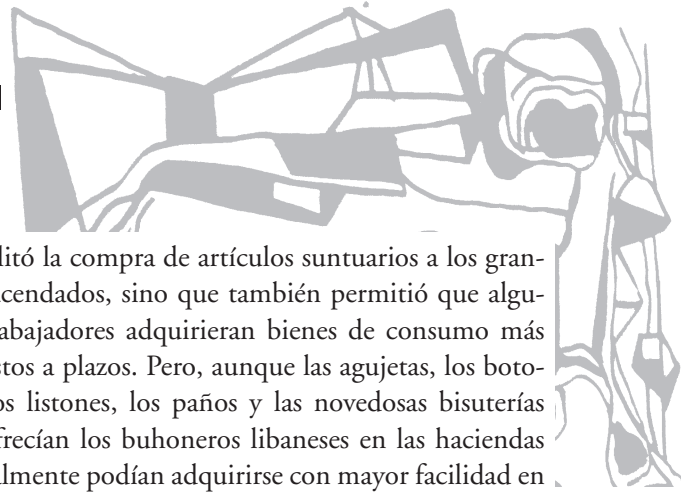 litó la compra de artículos suntuarios a los gran-
cendados, sino que también permitió que algu-
abajadores adquirieran bienes de consumo más
stos a plazos. Pero, aunque las agujetas, los boto-
os listones, los paños y las novedosas bisuterías
frecían los buhoneros libaneses en las haciendas
almente podían adquirirse con mayor facilidad en